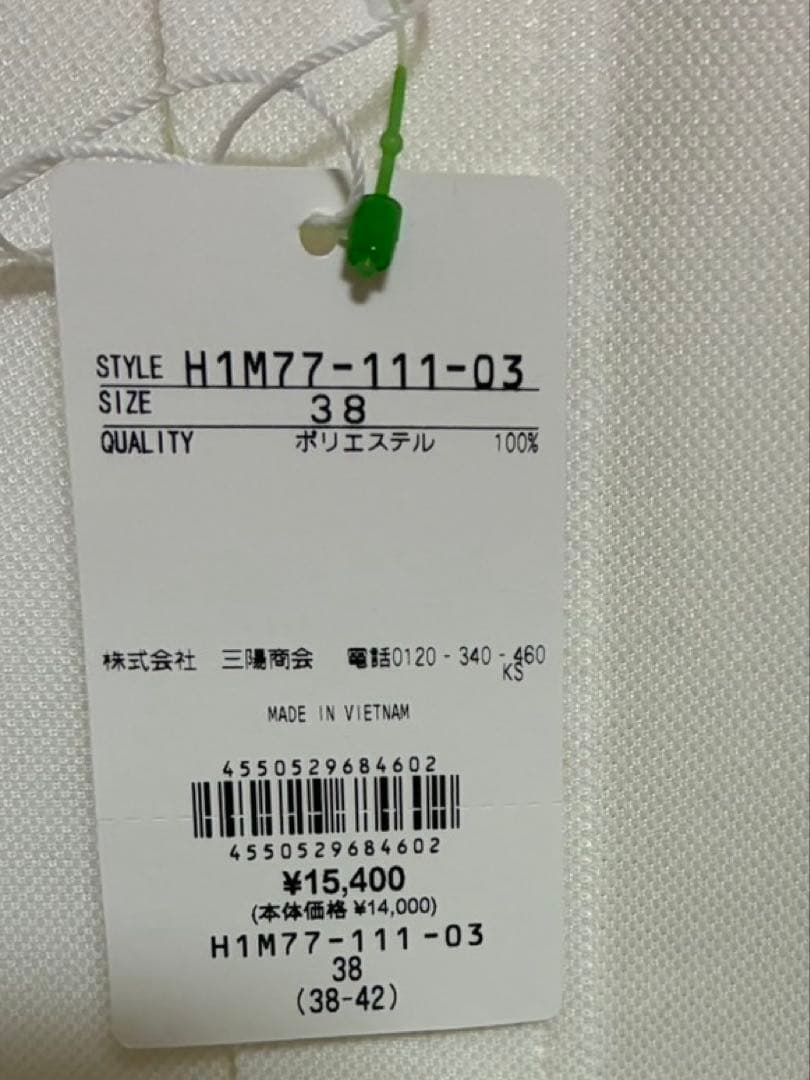 STYLE H1M77-111-03
SIZE 38
QUALITY ポリエステル 100%
株式会社 三陽商会 電話0120-340-460
KS
MADE IN VIETNAM
4550529684602
4550529684602
¥15,400
(本体価格 ¥14,000)
H1M77-111-03
38
(38-42)